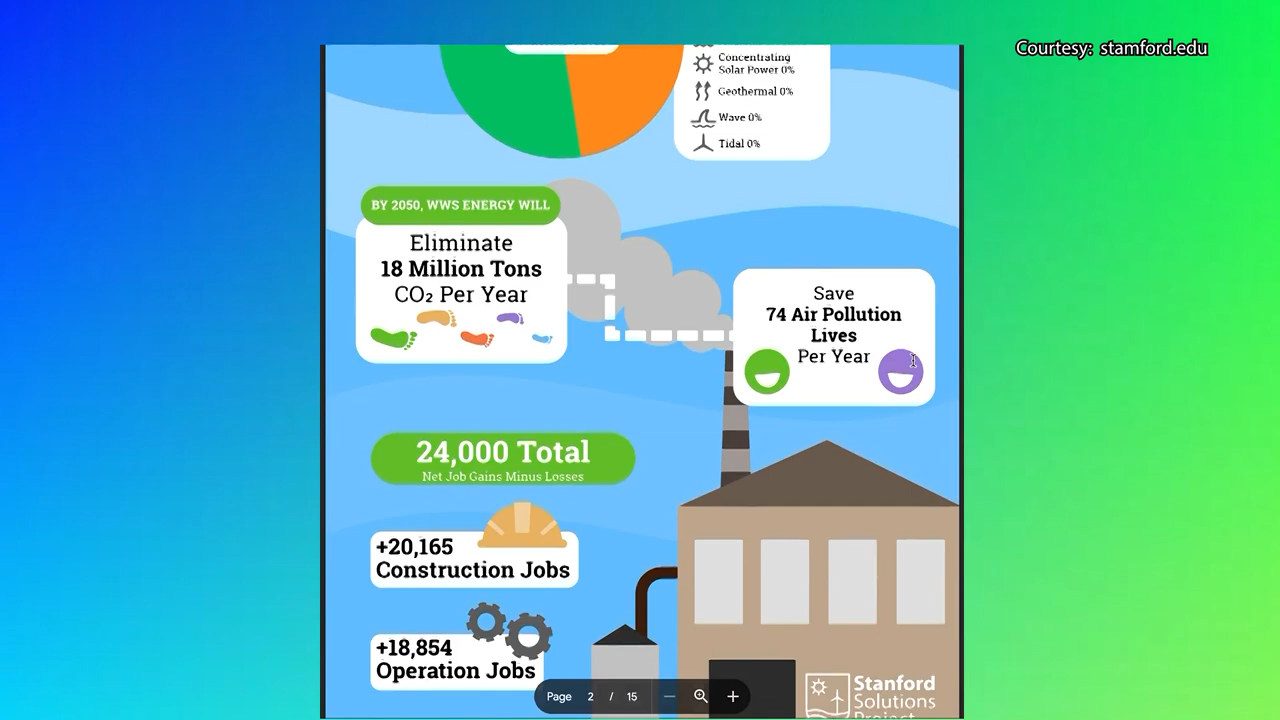 Courtesy: stamford.edu
Concentrating
Solar Power 0%
Geothermal 0%
Wave 0%
Tidal 0%
BY 2050, WWS ENERGY WILL
Eliminate
18 Million Tons
CO₂ Per Year
Save
74 Air Pollution
Lives
Per Year
24,000 Total
Net Job Gains Minus Losses
+20,165
Construction Jobs
+18,854
Operation Jobs
Page 2 / 15
Stanford
Solutions
Project